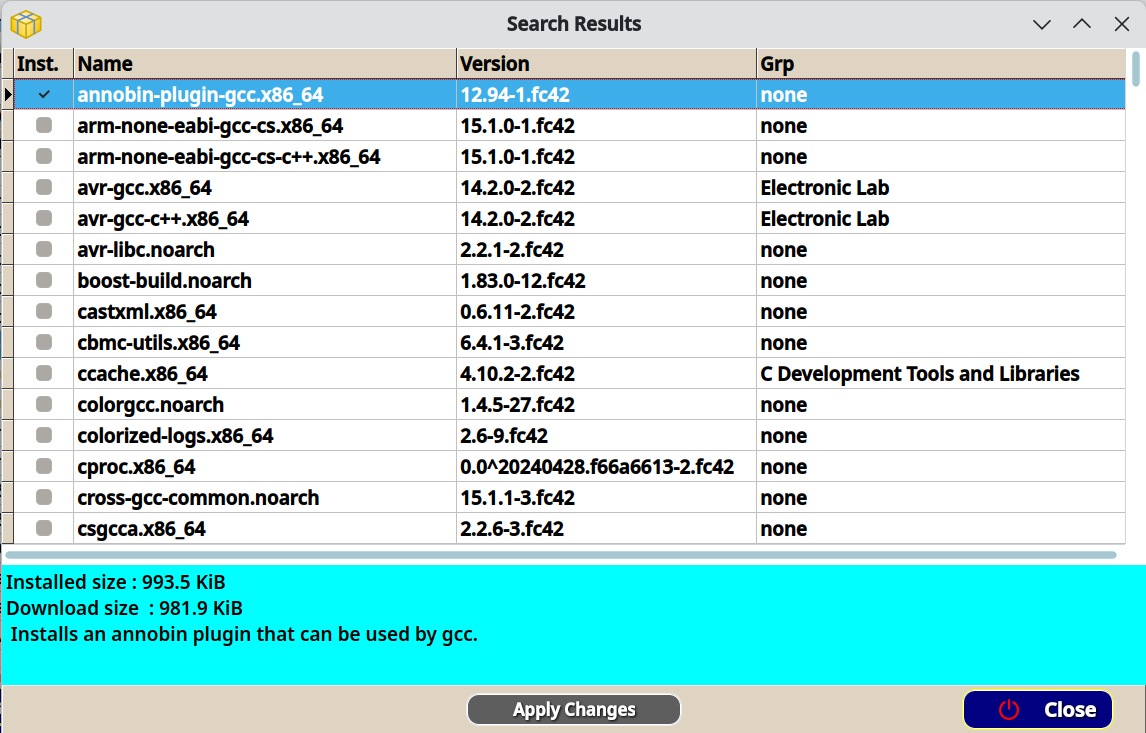 Search Results
Inst. Name Version Grp
annobin-plugin-gcc.x86_64 12.94-1.fc42 none
arm-none-eabi-gcc-cs.x86_64 15.1.0-1.fc42 none
arm-none-eabi-gcc-cs-c++.x86_64 15.1.0-1.fc42 none
avr-gcc.x86_64 14.2.0-2.fc42 Electronic Lab
avr-gcc-c++.x86_64 14.2.0-2.fc42 Electronic Lab
avr-libc.noarch 2.2.1-2.fc42 none
boost-build.noarch 1.83.0-12.fc42 none
castxml.x86_64 0.6.11-2.fc42 none
cbmc-utils.x86_64 6.4.1-3.fc42 none
ccache.x86_64 4.10.2-2.fc42 C Development Tools and Libraries
colorgcc.noarch 1.4.5-27.fc42 none
colorized-logs.x86_64 2.6-9.fc42 none
cproc.x86_64 0.0^20240428.f66a6613-2.fc42 none
cross-gcc-common.noarch 15.1.1-3.fc42 none
csgcca.x86_64 2.2.6-3.fc42 none
Installed size : 993.5 KiB
Download size : 981.9 KiB
Installs an annobin plugin that can be used by gcc.
Apply Changes Close